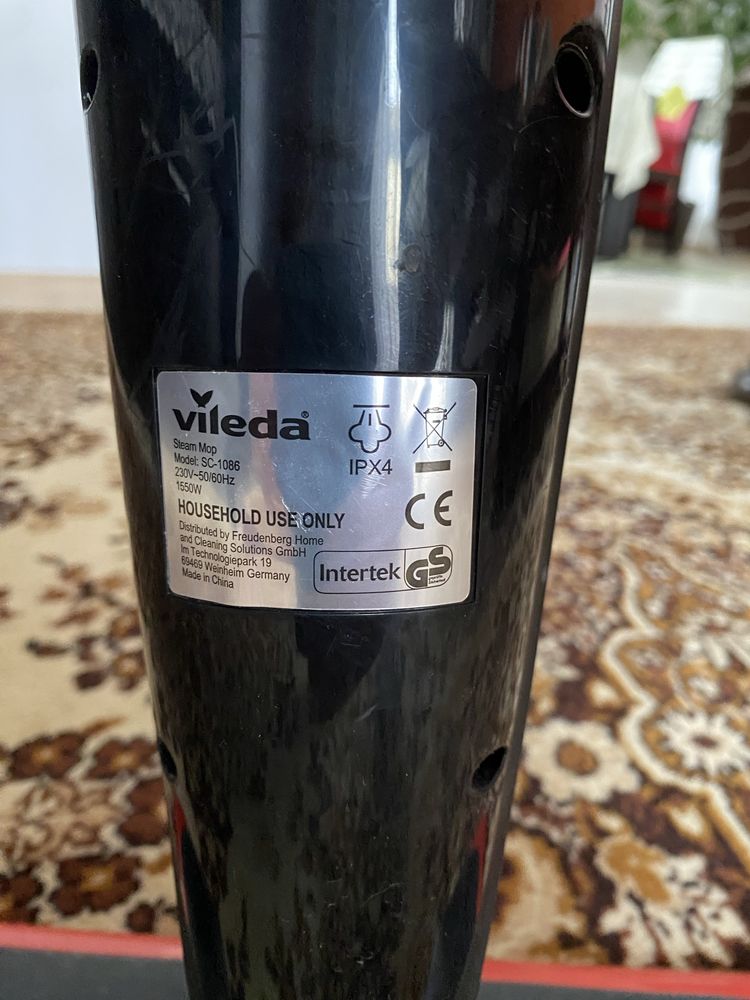 vileda®
Steam Mop
Model: SC-1086
230V~50/60Hz
1550W
IPX4
HOUSEHOLD USE ONLY
CE
Distributed by Freudenberg Home
and Cleaning Solutions GmbH
Im Technologiepark 19
69469 Weinheim Germany
Made in China
Intertek
GS